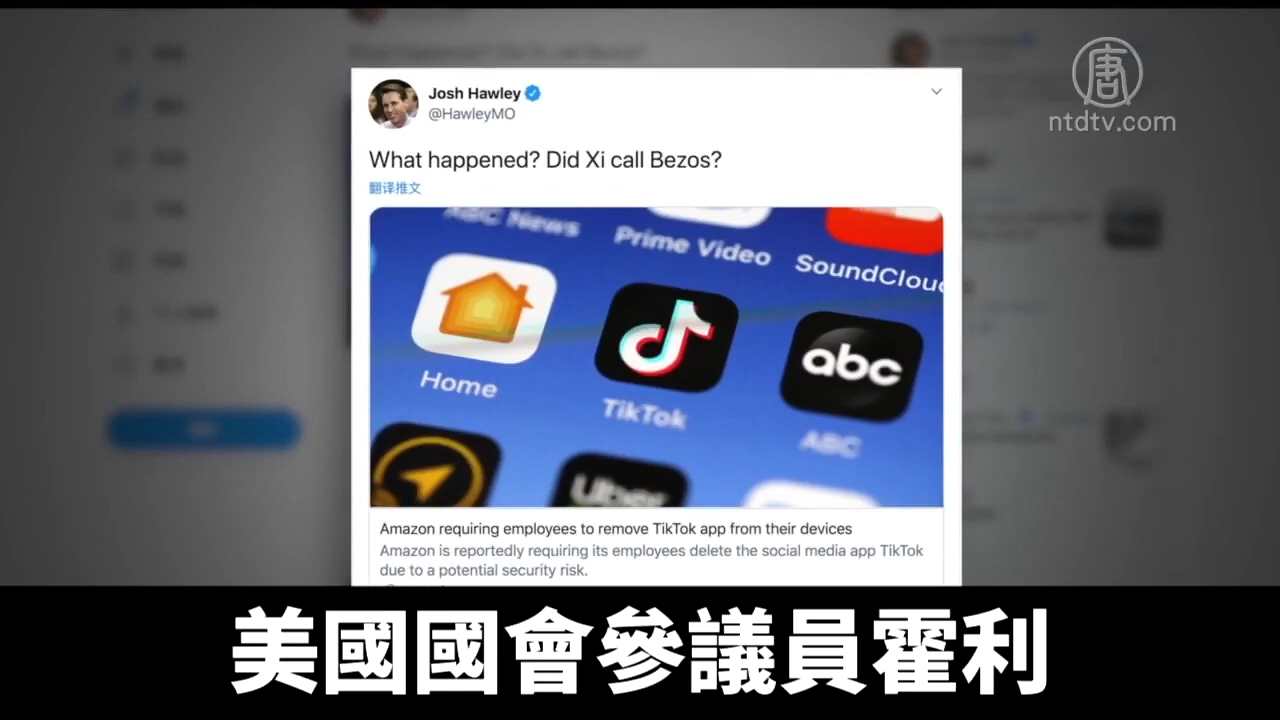 唐
ntdtv.com
Josh Hawley
@HawleyMO
What happened? Did Xi call Bezos?
翻译推文
ABC News
Prime Video
SoundCloud
Home
TikTok
abc
ABC
Uber
Amazon requiring employees to remove TikTok app from their devices
Amazon is reportedly requiring its employees delete the social media app TikTok
due to a potential security risk.
美國國會參議員霍利